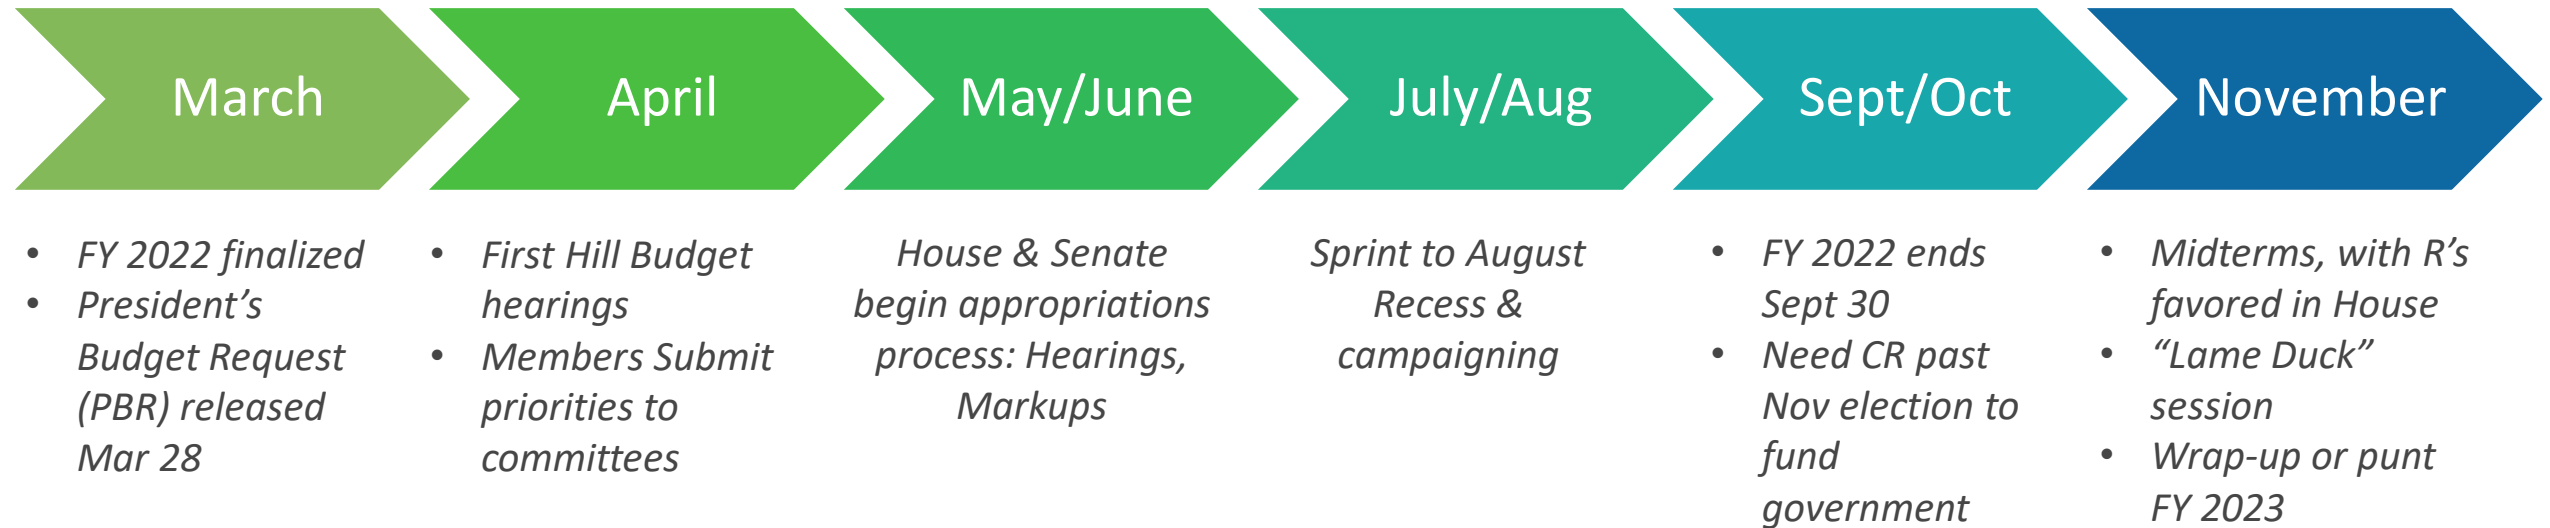 March
April
May/June
July/Aug
Sept/Oct
November
• FY 2022 finalized
• President’s
Budget Request
(PBR) released
Mar 28
• First Hill Budget
hearings
• Members Submit
priorities to
committees
House & Senate
begin appropriations
process: Hearings,
Markups
Sprint to August
Recess &
campaigning
• FY 2022 ends
Sept 30
• Need CR past
Nov election to
fund
government
• Midterms, with R’s
favored in House
• “Lame Duck”
session
• Wrap-up or punt
FY 2023